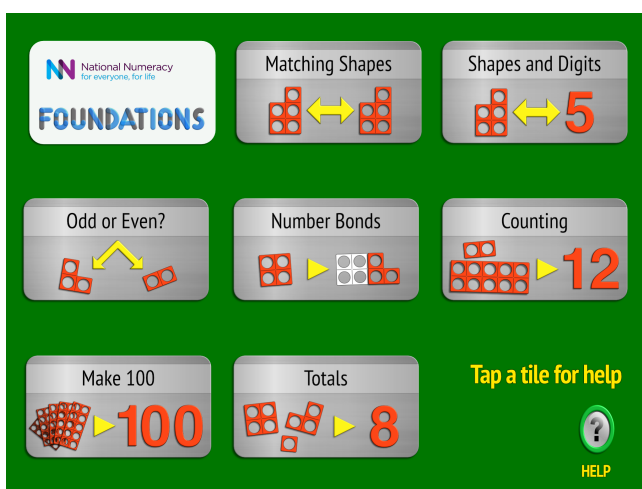 NN National Numeracy
for everyone, for life
FOUNDATIONS
Matching Shapes
Shapes and Digits
5
Odd or Even?
Number Bonds
Counting
12
Make 100
100
Totals
8
Tap a tile for help
?
HELP